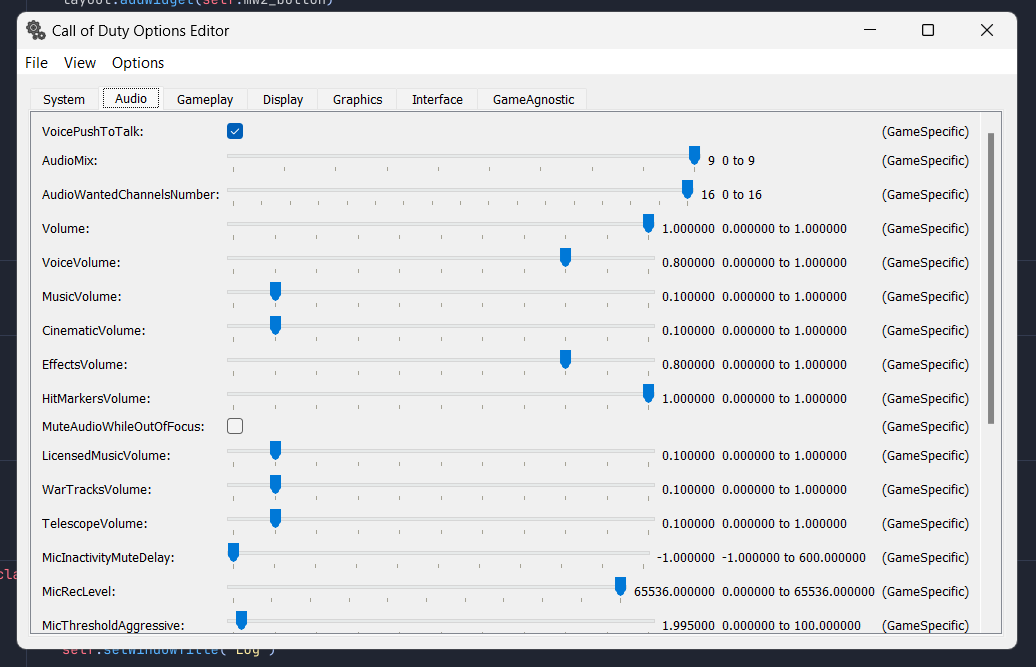 layout.addWidget(self.mw2_button)
Call of Duty Options Editor
File View Options
System Audio Gameplay Display Graphics Interface GameAgnostic
VoicePushToTalk: (GameSpecific)
AudioMix: 9 0 to 9 (GameSpecific)
AudioWantedChannelsNumber: 16 0 to 16 (GameSpecific)
Volume: 1.000000 0.000000 to 1.000000 (GameSpecific)
VoiceVolume: 0.800000 0.000000 to 1.000000 (GameSpecific)
MusicVolume: 0.100000 0.000000 to 1.000000 (GameSpecific)
CinematicVolume: 0.100000 0.000000 to 1.000000 (GameSpecific)
EffectsVolume: 0.800000 0.000000 to 1.000000 (GameSpecific)
HitMarkersVolume: 1.000000 0.000000 to 1.000000 (GameSpecific)
MuteAudioWhileOutOfFocus: (GameSpecific)
LicensedMusicVolume: 0.100000 0.000000 to 1.000000 (GameSpecific)
WarTracksVolume: 0.100000 0.000000 to 1.000000 (GameSpecific)
TelescopeVolume: 0.100000 0.000000 to 1.000000 (GameSpecific)
MicInactivityMuteDelay: -1.000000 -1.000000 to 600.000000 (GameSpecific)
cla
MicRecLevel: 65536.000000 0.000000 to 65536.000000 (GameSpecific)
MicThresholdAggressive: 1.995000 0.000000 to 100.000000 (GameSpecific)
self.setWindowTitle("Log")